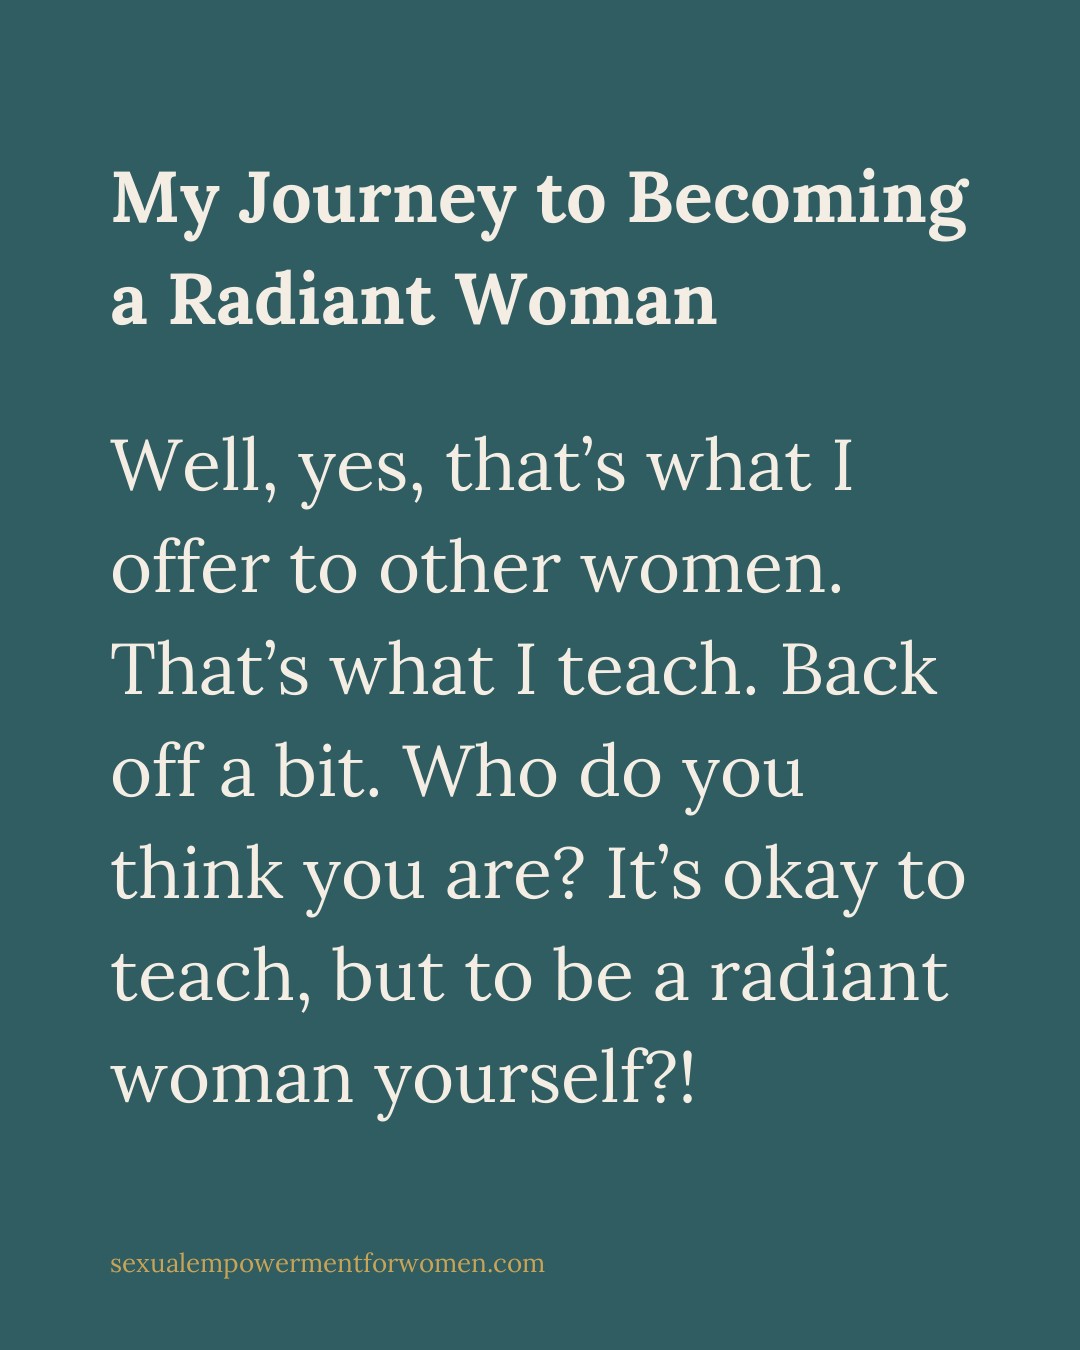 My Journey to Becoming
a Radiant Woman
Well, yes, that’s what I
offer to other women.
That’s what I teach. Back
off a bit. Who do you
think you are? It’s okay to
teach, but to be a radiant
woman yourself?!
sexualempowermentforwomen.com